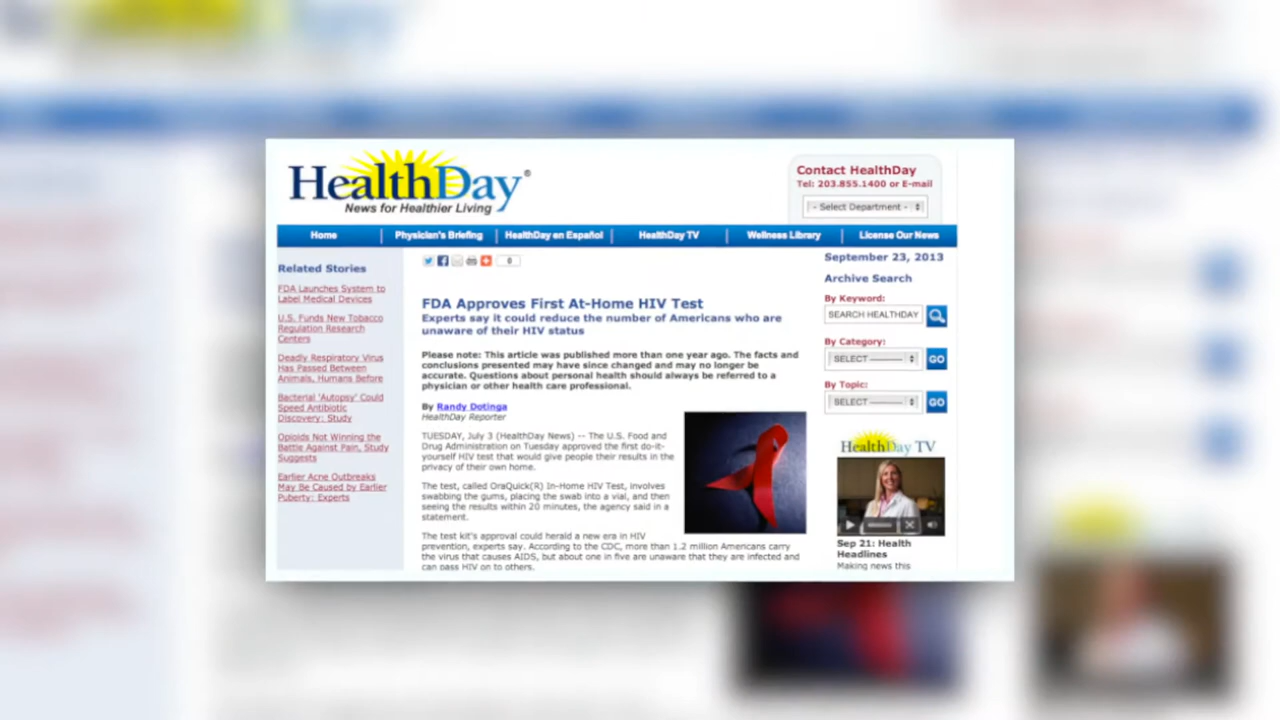 HealthDay®
News for Healthier Living
Contact HealthDay
Tel: 203.855.1400 or E-mail
- Select Department -
Home
Physician's Briefing
HealthDay en Español
HealthDay TV
Wellness Library
License Our News
Related Stories
FDA Launches System to
Label Medical Devices
U.S. Funds New Tobacco
Regulation Research
Centers
Deadly Respiratory Virus
Has Passed Between
Animals, Humans Before
Bacterial 'Autopsy' Could
Speed Antibiotic
Discovery: Study
Opioids Not Winning the
Battle Against Pain, Study
Suggests
Earlier Acne Outbreaks
May Be Caused by Earlier
Puberty: Experts
0
FDA Approves First At-Home HIV Test
Experts say it could reduce the number of Americans who are
unaware of their HIV status
Please note: This article was published more than one year ago. The facts and
conclusions presented may have since changed and may no longer be
accurate. Questions about personal health should always be referred to a
physician or other health care professional.
By Randy Dotinga
HealthDay Reporter
TUESDAY, July 3 (HealthDay News) -- The U.S. Food and
Drug Administration on Tuesday approved the first do-it-
yourself HIV test that would give people their results in the
privacy of their own home.
The test, called OraQuick(R) In-Home HIV Test, involves
swabbing the gums, placing the swab into a vial, and then
seeing the results within 20 minutes, the agency said in a
statement.
The test kit's approval could herald a new era in HIV
prevention, experts say. According to the CDC, more than 1.2 million Americans carry
the virus that causes AIDS, but about one in five are unaware that they are infected and
can pass HIV on to others.
September 23, 2013
Archive Search
By Keyword:
SEARCH HEALTHDAY
By Category:
SELECT ----------
GO
By Topic:
SELECT ----------
GO
HealthDay TV
Sep 21: Health
Headlines
Making news this